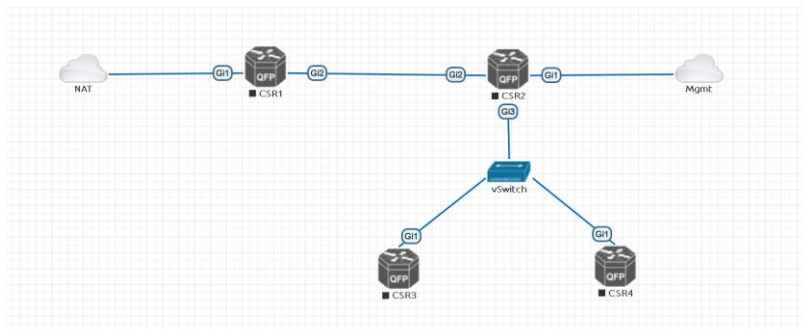 Gi1
QFP
Gi2
Gi2
QFP
Gi1
NAT
CSR1
CSR2
Mgmt
Gi3
vSwitch
Gi1
Gi1
QFP
QFP
CSR3
CSR4